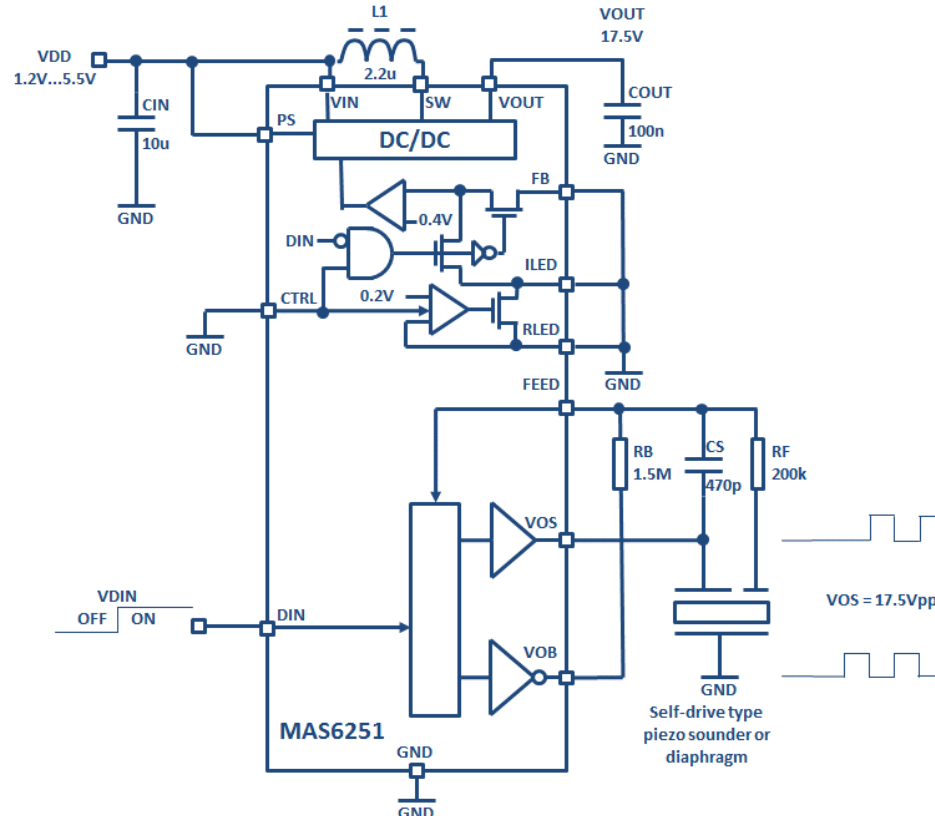 L1
VOUT
17.5V
VDD
1.2V...5.5V
2.2u
CIN
10u
VIN
SW
VOUT
COUT
100n
PS
DC/DC
GND
GND
FB
0.4V
DIN
ILED
CTRL
0.2V
RLED
GND
GND
FEED
RB
1.5M
CS
470p
RF
200k
VOS
VDIN
OFF
ON
DIN
VOS = 17.5Vpp
VOB
GND
Self-drive type
piezo sounder or
diaphragm
MAS6251
GND
GND